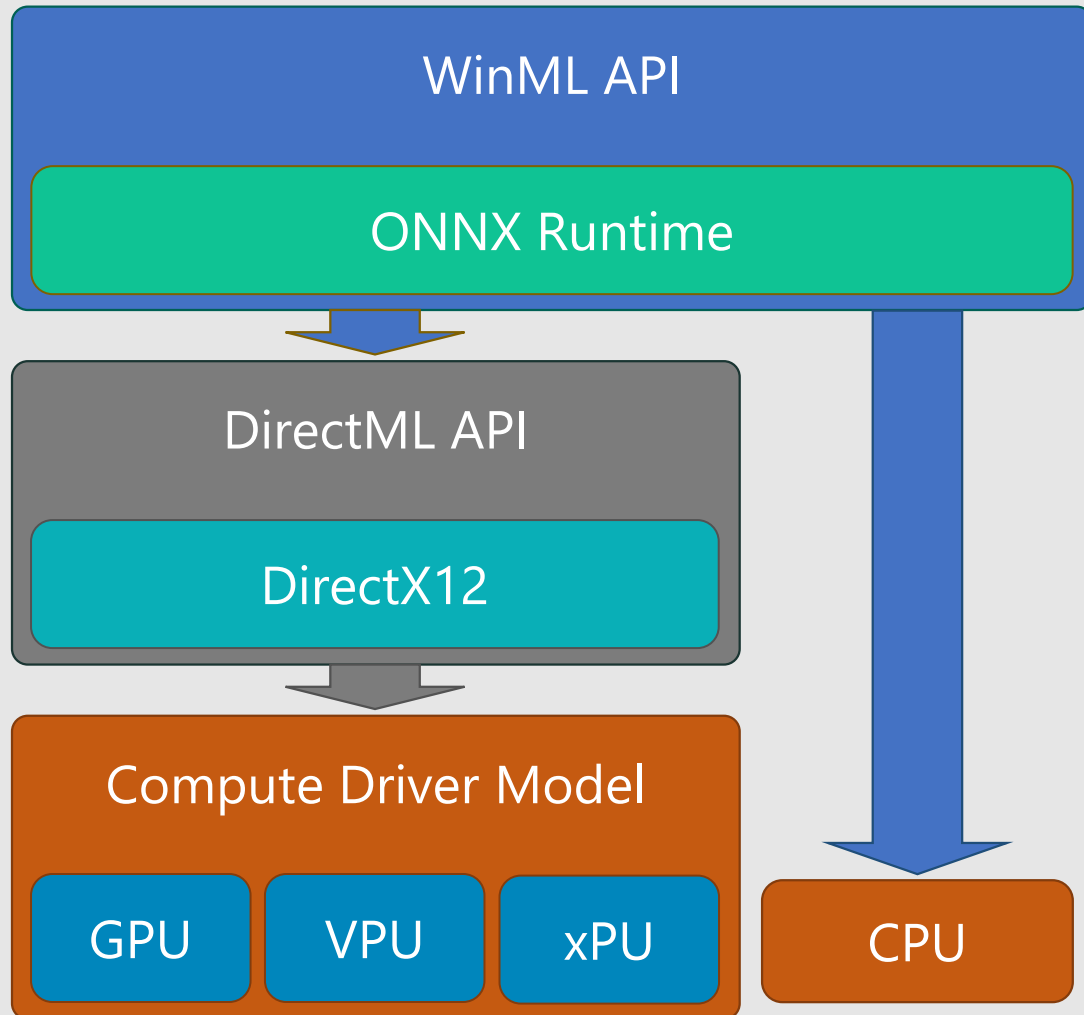 WinML API
ONNX Runtime
DirectML API
DirectX12
Compute Driver Model
GPU
VPU
xPU
CPU